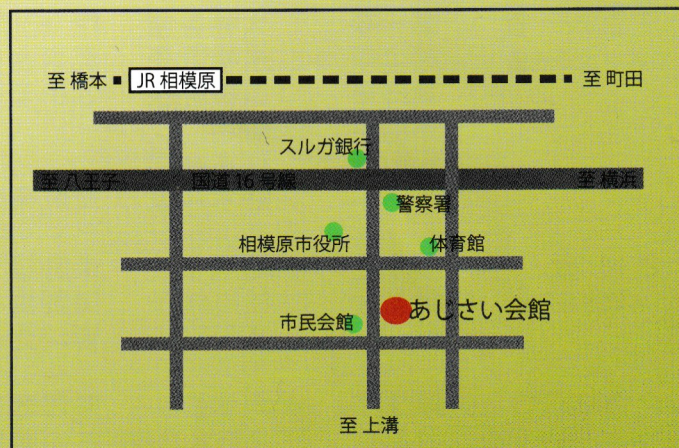 至 橋本
JR 相模原
至 町田
スルガ銀行
至 八王子
国道 16 号線
至 横浜
警察署
相模原市役所
体育館
あじさい会館
市民会館
至 上溝